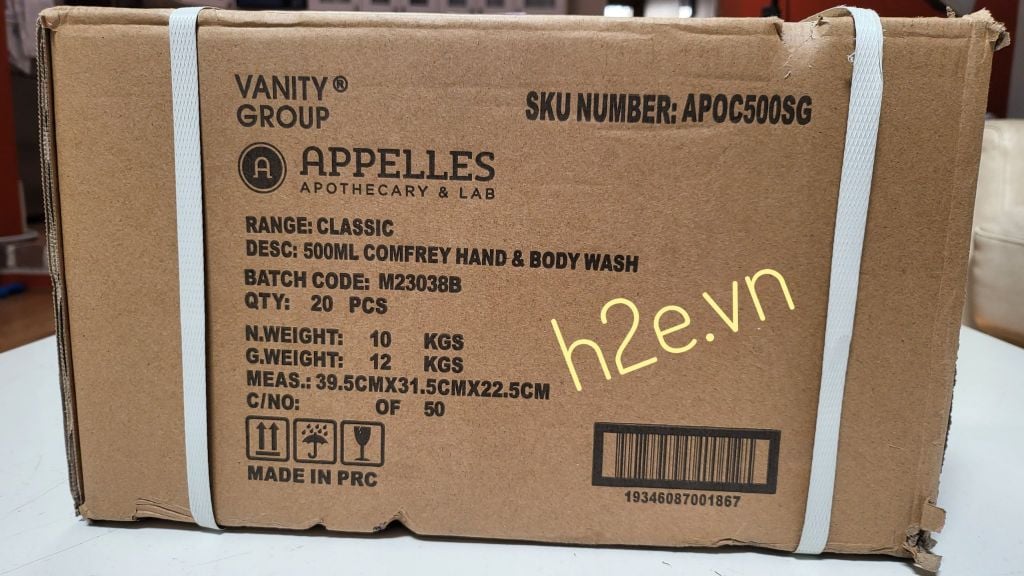 VANITY®
GROUP
SKU NUMBER: APOC500SG
A APPELLES
APOTHECARY & LAB
RANGE: CLASSIC
DESC: 500ML COMFREY HAND & BODY WASH
BATCH CODE: M23038B
QTY: 20 PCS
N.WEIGHT: 10 KGS
G.WEIGHT: 12 KGS
MEAS.: 39.5CMX31.5CMX22.5CM
C/NO: OF 50
MADE IN PRC
h2e.vn
19346087001867